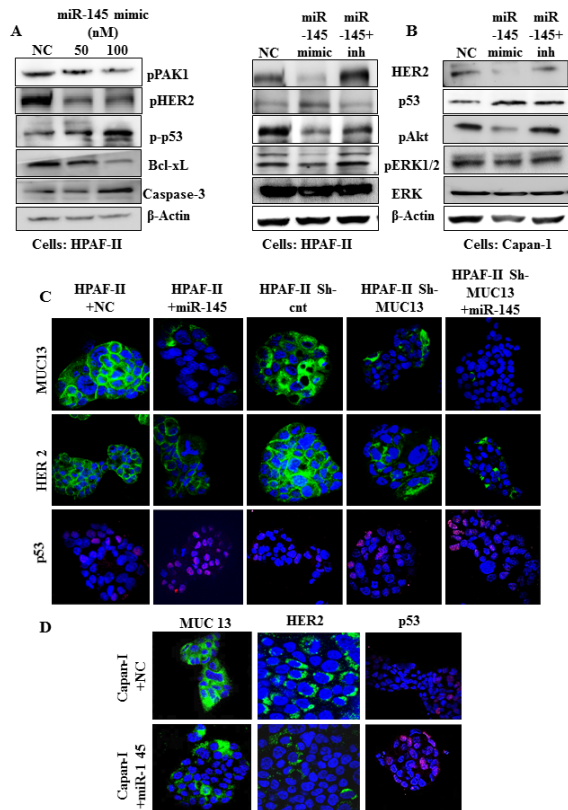 A
miR-145 mimic
(nM)
NC 50 100
pPAK1
pHER2
p-p53
Bcl-xL
Caspase-3
β-Actin
Cells: HPAF-II
NC
miR
-145
mimic
miR
-145+
inh
Cells: HPAF-II
B
NC
miR
-145
mimic
miR
-145+
inh
HER2
p53
pAkt
pERK1/2
ERK
β-Actin
Cells: Capan-1
C
HPAF-II
+NC
HPAF-II
+miR-145
HPAF-II Sh-
cnt
HPAF-II Sh-
MUC13
HPAF-II Sh-
MUC13
+miR-145
MUC13
HER 2
p53
D
MUC 13
HER2
p53
Capan-I
+NC
Capan-I
+miR-1 45